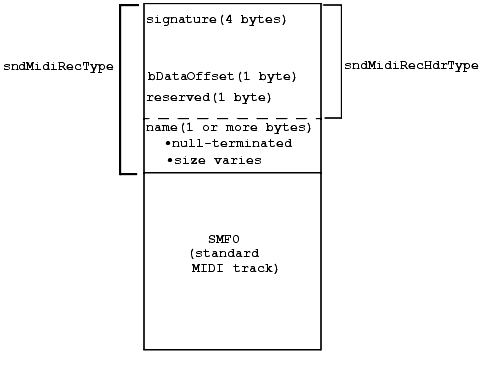 signature(4 bytes)
sndMidiRecType
sndMidiRecHdrType
bDataOffset(1 byte)
reserved(1 byte)
name(1 or more bytes)
•null-terminated
•size varies
SMF0
(standard
MIDI track)